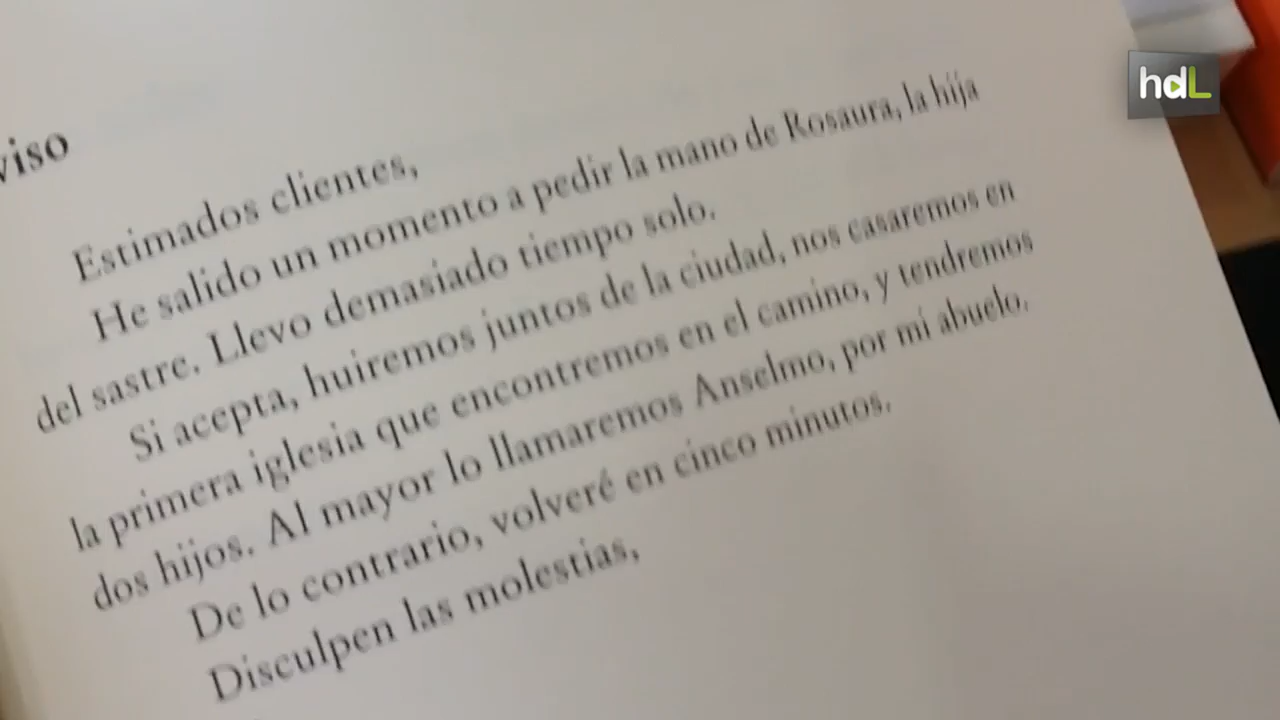 viso
Estimados clientes,
He salido un momento a pedir la mano de Rosaura, la hija
del sastre. Llevo demasiado tiempo solo.
Si acepta, huiremos juntos de la ciudad, nos casaremos en
la primera iglesia que encontremos en el camino, y tendremos
dos hijos. Al mayor lo llamaremos Anselmo, por mi abuelo.
De lo contrario, volveré en cinco minutos.
Disculpen las molestias,
hdL